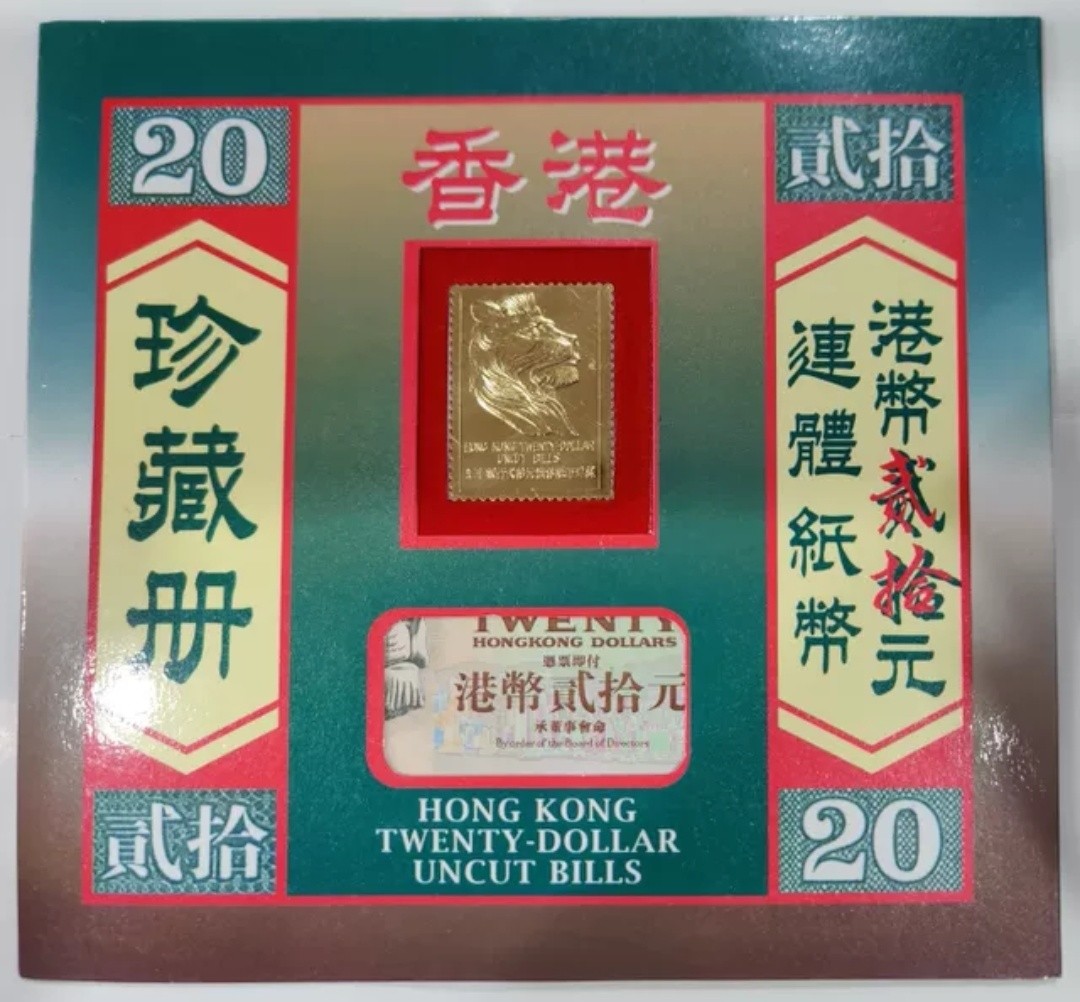 20
香港
貳拾
珍藏册
港幣貳拾元
連體紙幣
HONG KONG TWENTY-DOLLAR
UNCUT BILLS
TWENTY
HONGKONG DOLLARS
憑票即付
港幣貳拾元
承董事會命
By order of the Board of Directors
貳拾
HONG KONG
TWENTY-DOLLAR
UNCUT BILLS
20